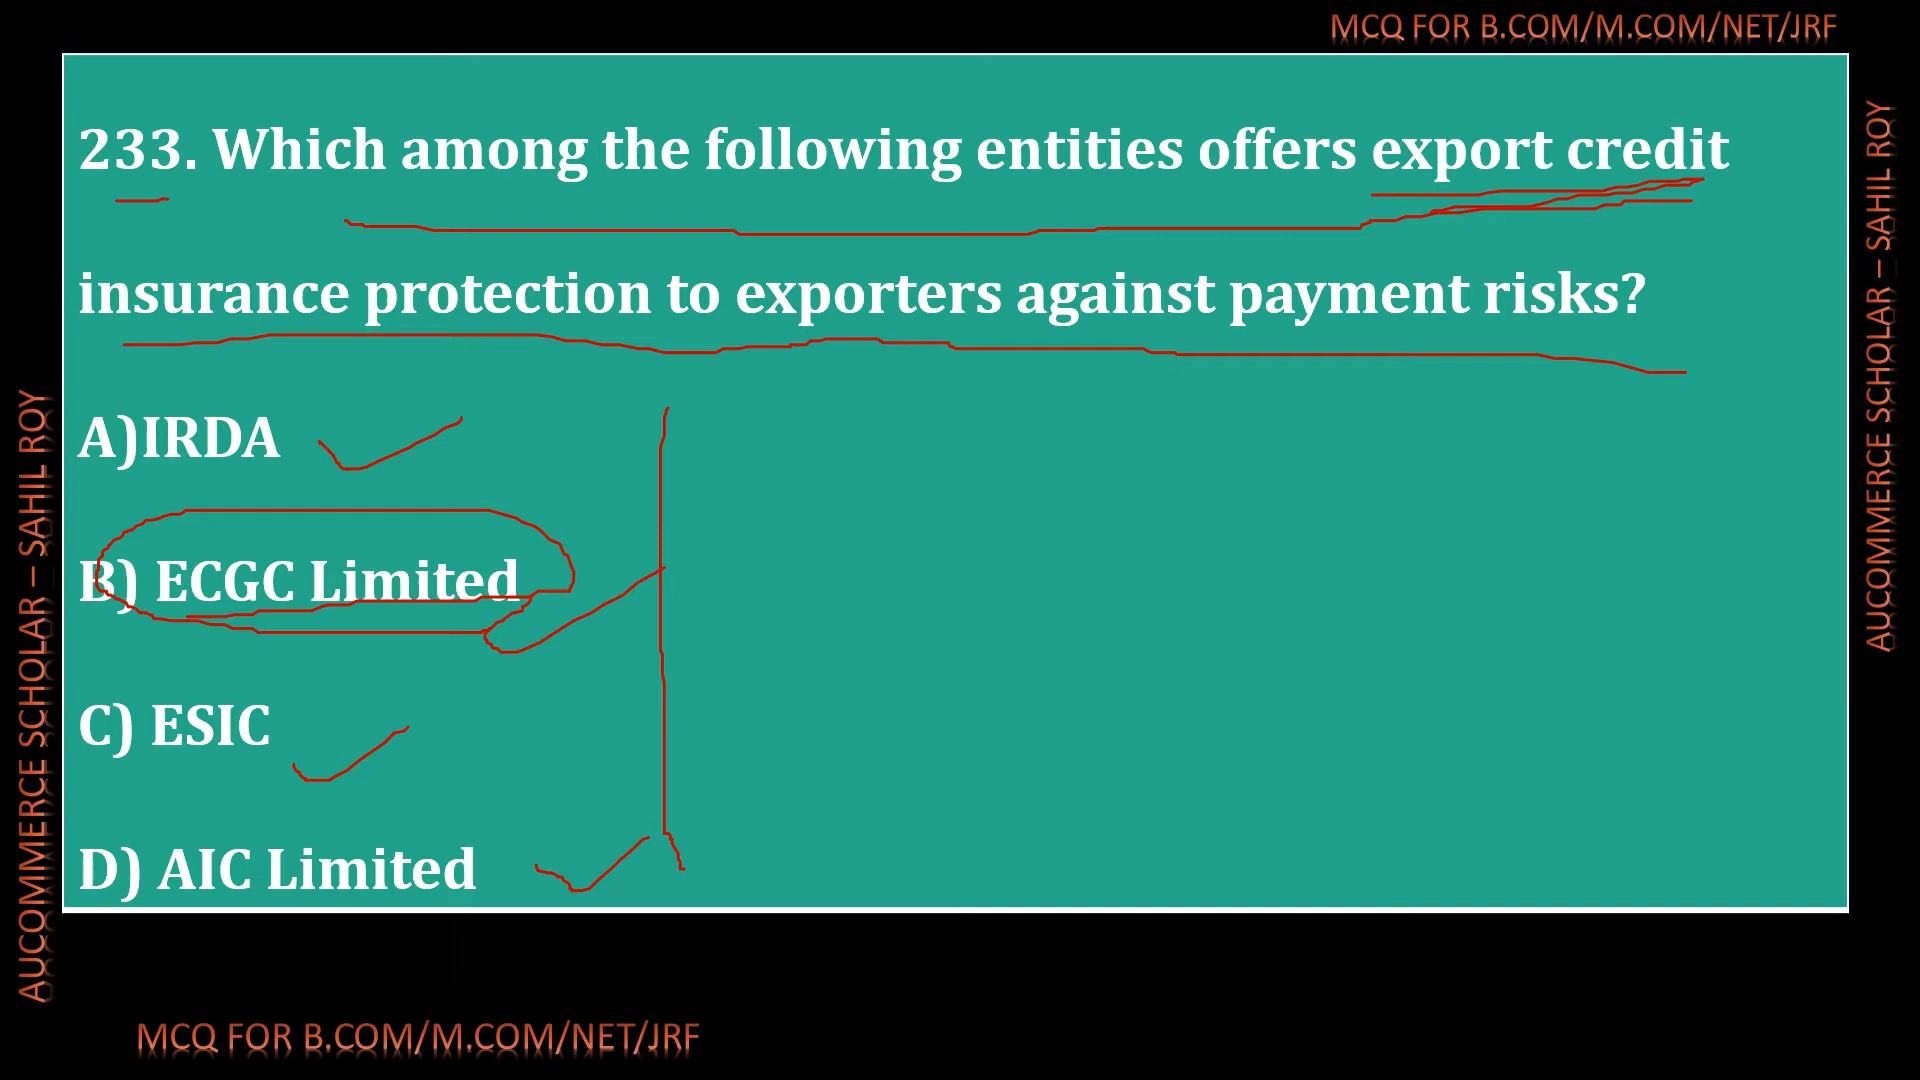 MCQ FOR B.COM/M.COM/NET/JRF
233. Which among the following entities offers export credit
insurance protection to exporters against payment risks?
A)IRDA
B) ECGC Limited
C) ESIC
D) AIC Limited
AUCOMMERCE SCHOLAR – SAHIL ROY
AUCOMMERCE SCHOLAR – SAHIL ROY
MCQ FOR B.COM/M.COM/NET/JRF